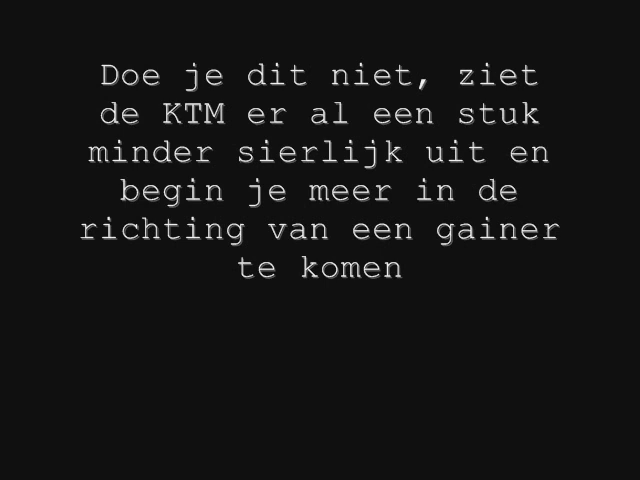 Doe je dit niet, ziet
de KTM er al een stuk
minder sierlijk uit en
begin je meer in de
richting van een gainer
te komen